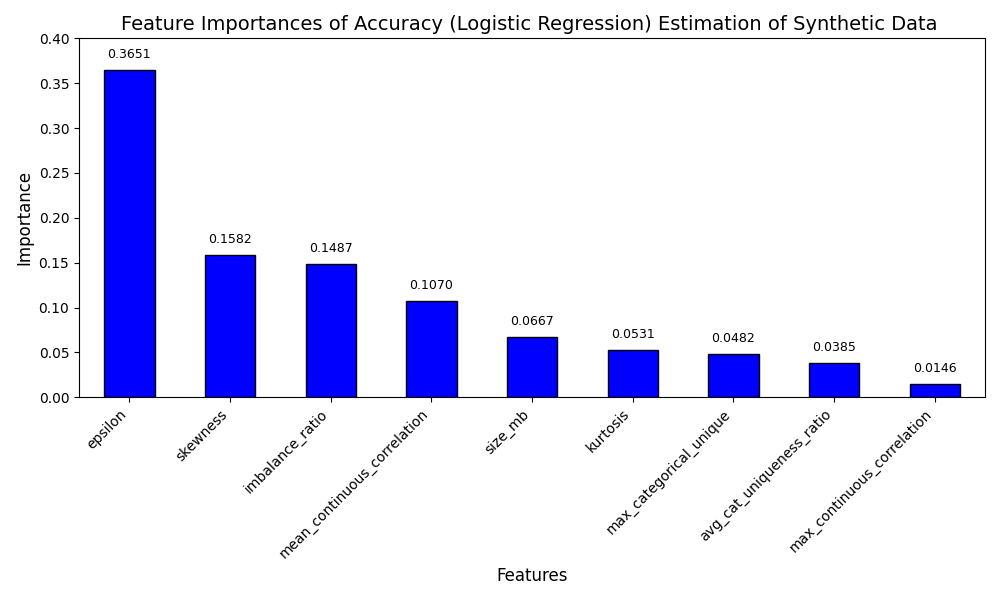 Feature Importances of Accuracy (Logistic Regression) Estimation of Synthetic Data
0.40
0.35
0.30
0.25
0.20
0.15
0.10
0.05
0.00
Importance
0.3651
0.1582
0.1487
0.1070
0.0667
0.0531
0.0482
0.0385
0.0146
epsilon
skewness
imbalance_ratio
mean_continuous_correlation
size_mb
kurtosis
max_categorical_unique
avg_cat_uniqueness_ratio
max_continuous_correlation
Features